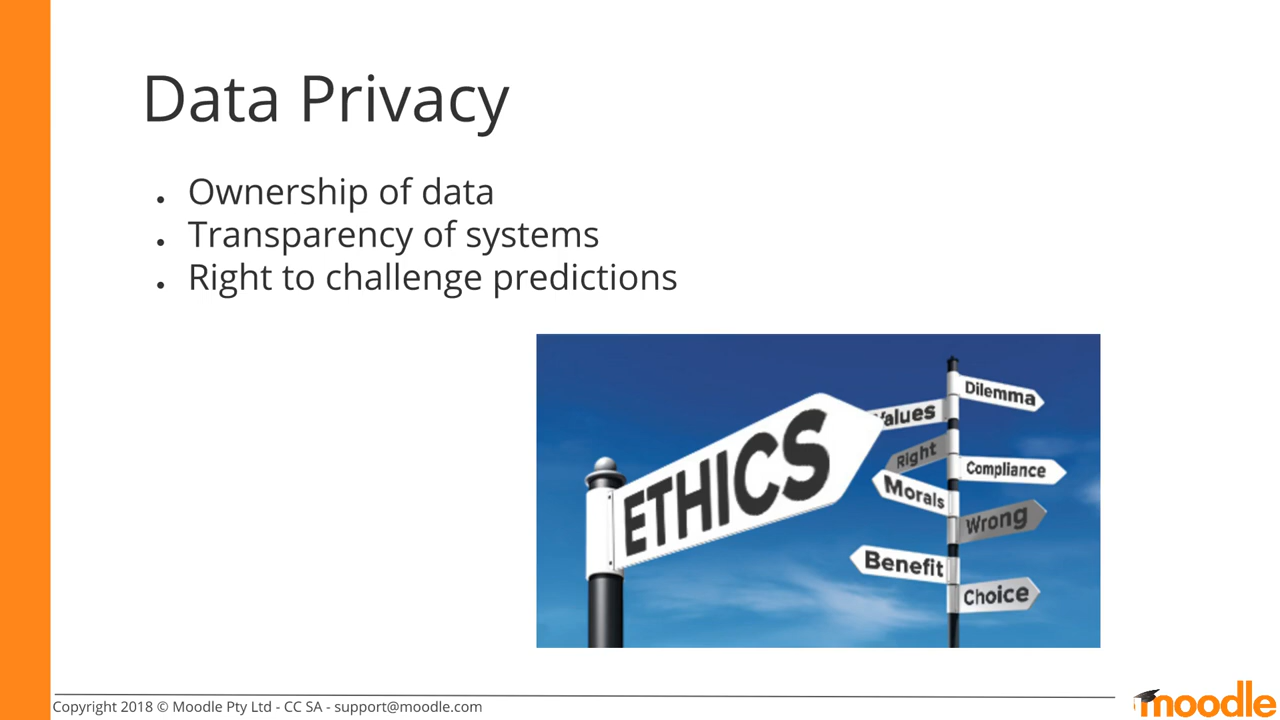 Data Privacy
• Ownership of data
• Transparency of systems
• Right to challenge predictions
ETHICS
Values
Dilemma
Right
Compliance
Morals
Wrong
Benefit
Choice
Copyright 2018 © Moodle Pty Ltd - CC SA - support@moodle.com
moodle